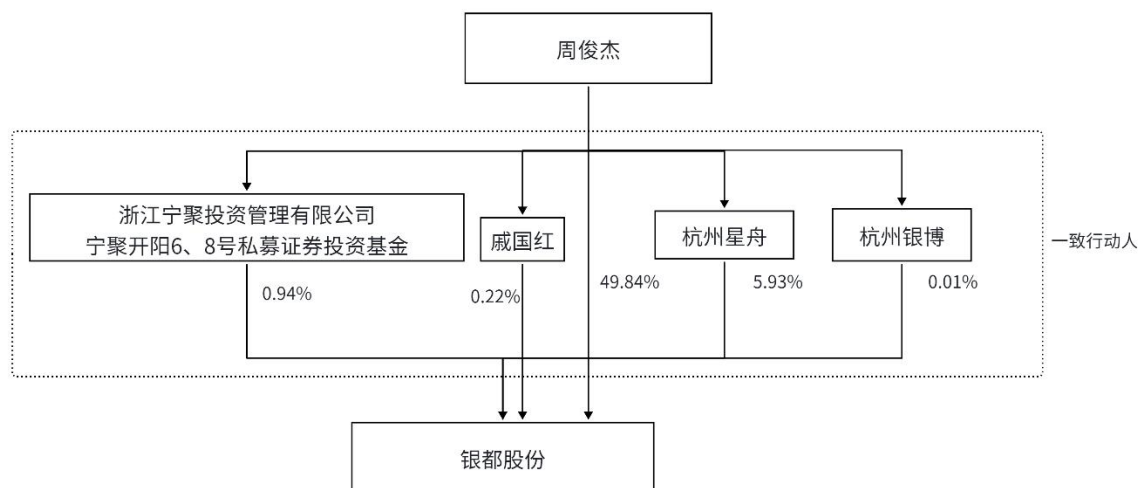 周俊杰
浙江宁聚投资管理有限公司
宁聚开阳6、8号私募证券投资基金
戚国红
杭州星舟
杭州银博
一致行动人
0.94%
0.22%
49.84%
5.93%
0.01%
银都股份